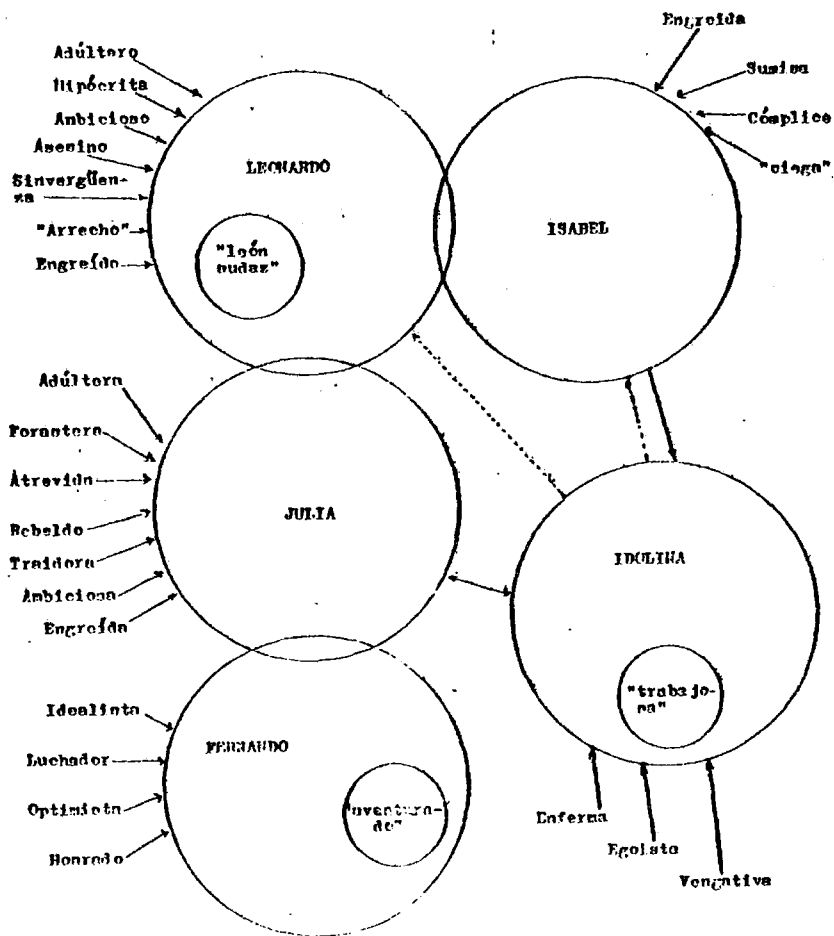 Adúltero
Hipócrita
Ambicioso
Asesino
Sinvergüen-
za
"Arrecho"
Engreído
LEONARDO
"león
audaz"
Engreída
Sumisa
Cómplice
"ciega"
ISABEL
Adúltera
Forastera
Atrevida
Rebelde
Traidora
Ambiciosa
Engreída
JULIA
IDOLINA
"trabajo-
sa"
Enferma
Egoísta
Vengativa
Idealista
Luchador
Optimista
Honrado
FERNANDO
"aventura-
do"